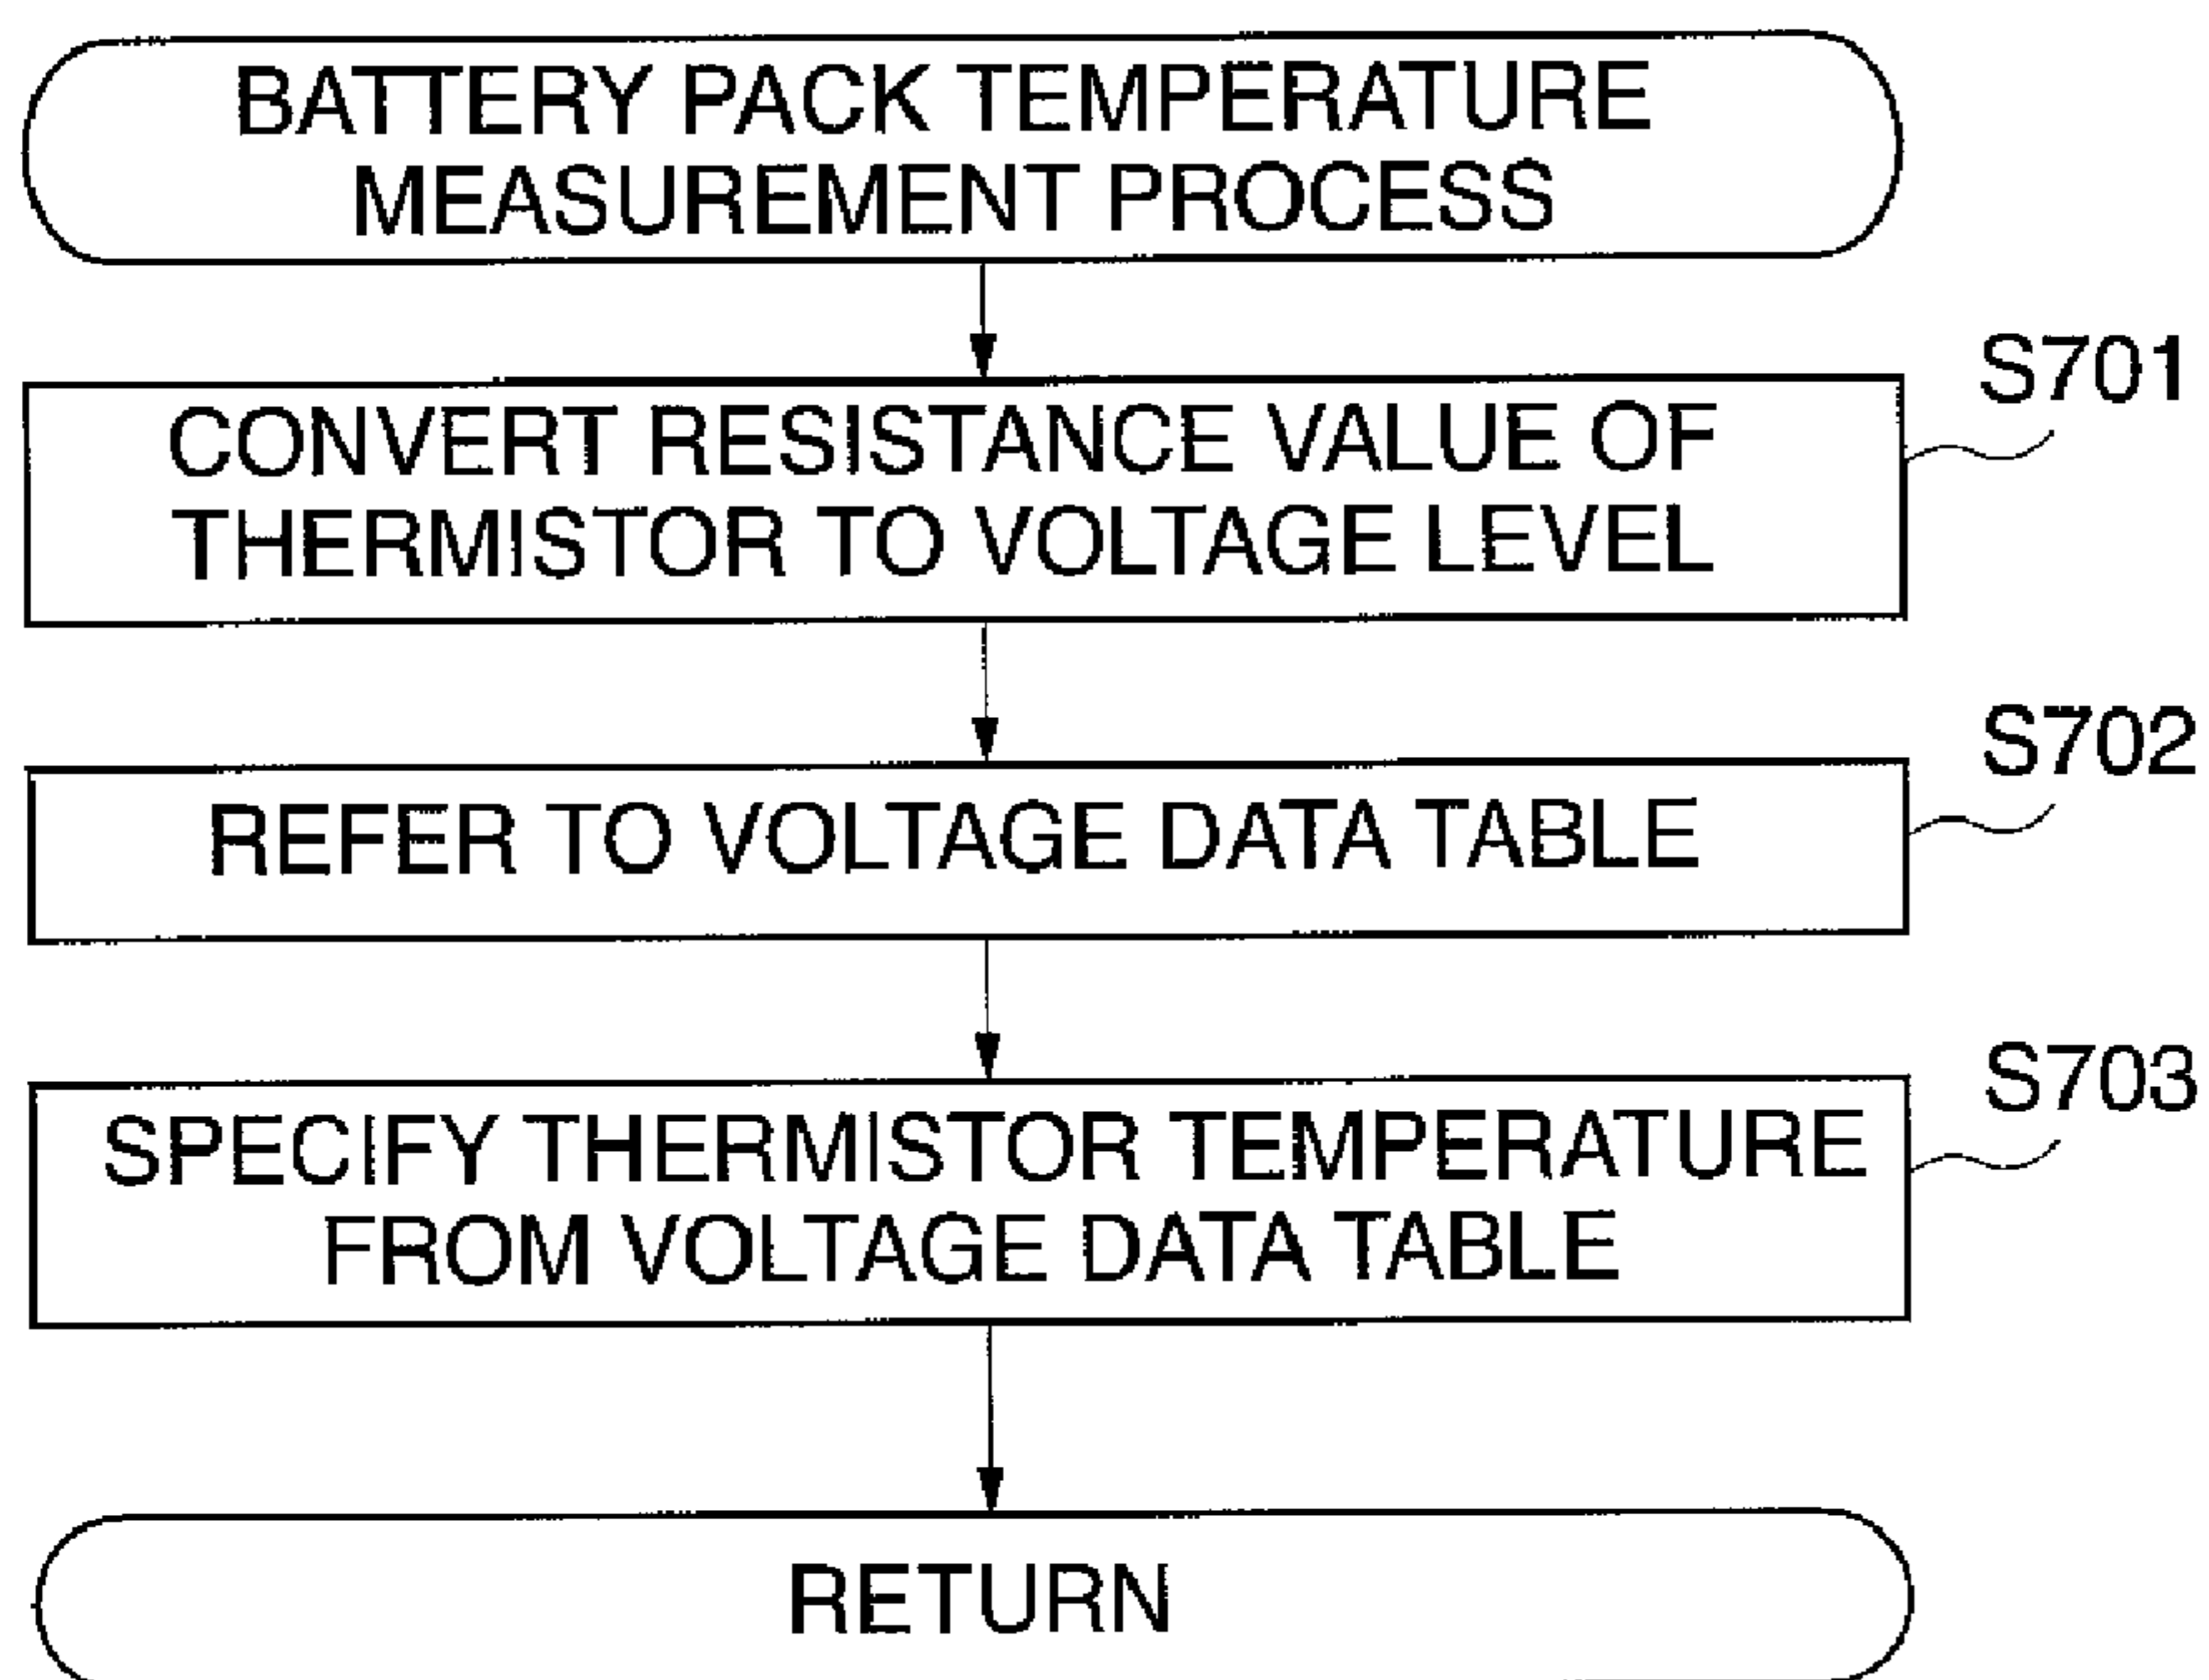 BATTERY PACK TEMPERATURE
MEASUREMENT PROCESS
S701
CONVERT RESISTANCE VALUE OF
THERMISTOR TO VOLTAGE LEVEL
S702
REFER TO VOLTAGE DATA TABLE
S703
SPECIFY THERMISTOR TEMPERATURE
FROM VOLTAGE DATA TABLE
RETURN